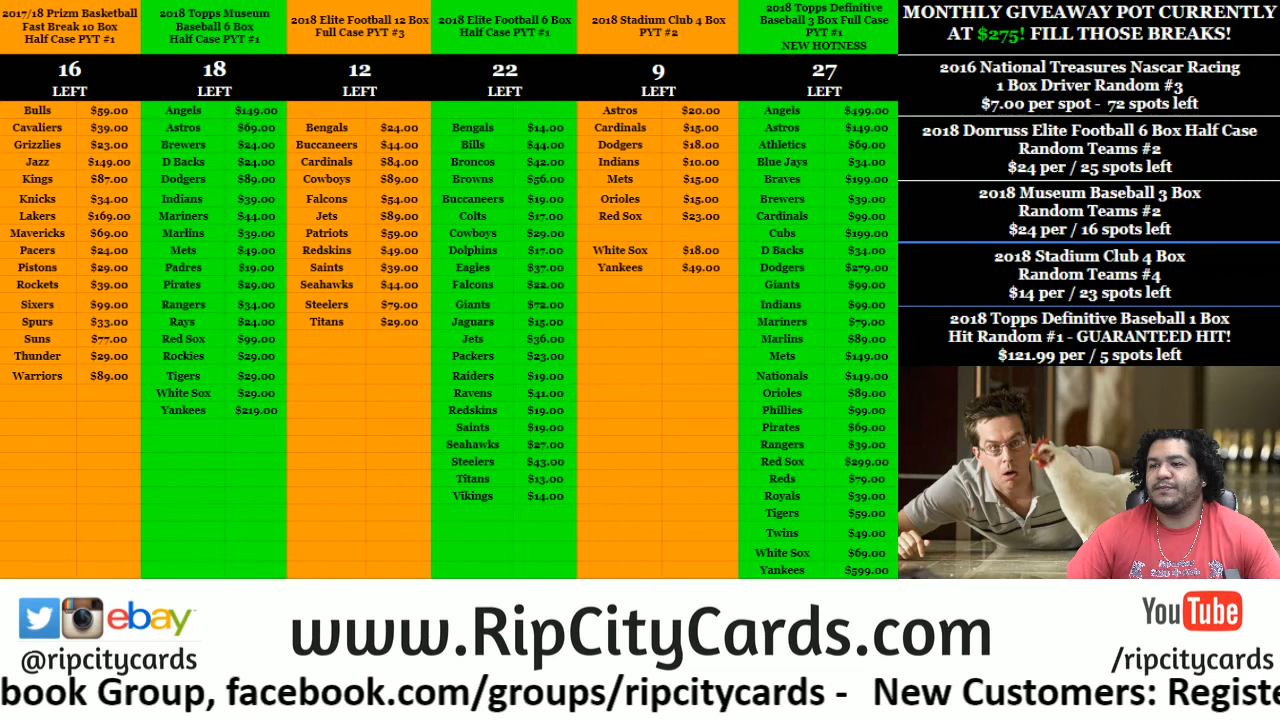 2017/18 Prizm Basketball
Fast Break 10 Box
Half Case PYT #1
16
LEFT
Bulls $59.00
Cavaliers $39.00
Grizzlies $23.00
Jazz $149.00
Kings $87.00
Knicks $34.00
Lakers $169.00
Mavericks $69.00
Pacers $24.00
Pistons $29.00
Rockets $39.00
Sixers $99.00
Spurs $33.00
Suns $77.00
Thunder $29.00
Warriors $89.00
2018 Topps Museum
Baseball 6 Box
Half Case PYT #1
18
LEFT
Angels $149.00
Astros $69.00
Brewers $24.00
D Backs $24.00
Dodgers $89.00
Indians $39.00
Mariners $44.00
Marlins $39.00
Mets $49.00
Padres $19.00
Pirates $29.00
Rangers $34.00
Rays $24.00
Red Sox $99.00
Rockies $29.00
Tigers $29.00
White Sox $29.00
Yankees $219.00
2018 Elite Football 12 Box
Full Case PYT #3
12
LEFT
Bengals $24.00
Buccaneers $44.00
Cardinals $84.00
Cowboys $89.00
Falcons $54.00
Jets $89.00
Patriots $59.00
Redskins $49.00
Saints $39.00
Seahawks $44.00
Steelers $79.00
Titans $29.00
2018 Elite Football 6 Box
Half Case PYT #1
22
LEFT
Bengals $14.00
Bills $44.00
Broncos $42.00
Browns $56.00
Buccaneers $19.00
Colts $17.00
Cowboys $29.00
Dolphins $17.00
Eagles $37.00
Falcons $22.00
Giants $72.00
Jaguars $15.00
Jets $36.00
Packers $23.00
Raiders $19.00
Ravens $41.00
Redskins $19.00
Saints $19.00
Seahawks $27.00
Steelers $43.00
Titans $13.00
Vikings $14.00
2018 Stadium Club 4 Box
PYT #2
9
LEFT
Astros $20.00
Cardinals $15.00
Dodgers $18.00
Indians $10.00
Mets $15.00
Orioles $15.00
Red Sox $23.00
White Sox $18.00
Yankees $49.00
2018 Topps Definitive
Baseball 3 Box Full Case
PYT #1
NEW HOTNESS
27
LEFT
Angels $499.00
Astros $149.00
Athletics $69.00
Blue Jays $34.00
Braves $199.00
Brewers $39.00
Cardinals $99.00
Cubs $199.00
D Backs $34.00
Dodgers $279.00
Giants $99.00
Indians $99.00
Mariners $79.00
Marlins $89.00
Mets $149.00
Nationals $149.00
Orioles $89.00
Phillies $99.00
Pirates $69.00
Rangers $39.00
Red Sox $299.00
Reds $79.00
Royals $39.00
Tigers $59.00
Twins $49.00
White Sox $69.00
Yankees $599.00
MONTHLY GIVEAWAY POT CURRENTLY
AT $275! FILL THOSE BREAKS!
2016 National Treasures Nascar Racing
1 Box Driver Random #3
$7.00 per spot - 72 spots left
2018 Donruss Elite Football 6 Box Half Case
Random Teams #2
$24 per / 25 spots left
2018 Museum Baseball 3 Box
Random Teams #2
$24 per / 16 spots left
2018 Stadium Club 4 Box
Random Teams #4
$14 per / 23 spots left
2018 Topps Definitive Baseball 1 Box
Hit Random #1 - GUARANTEED HIT!
$121.99 per / 5 spots left
ebay
@ripcitycards
www.RipCityCards.com
YouTube
/ripcitycards
book Group, facebook.com/groups/ripcitycards - New Customers: Registe